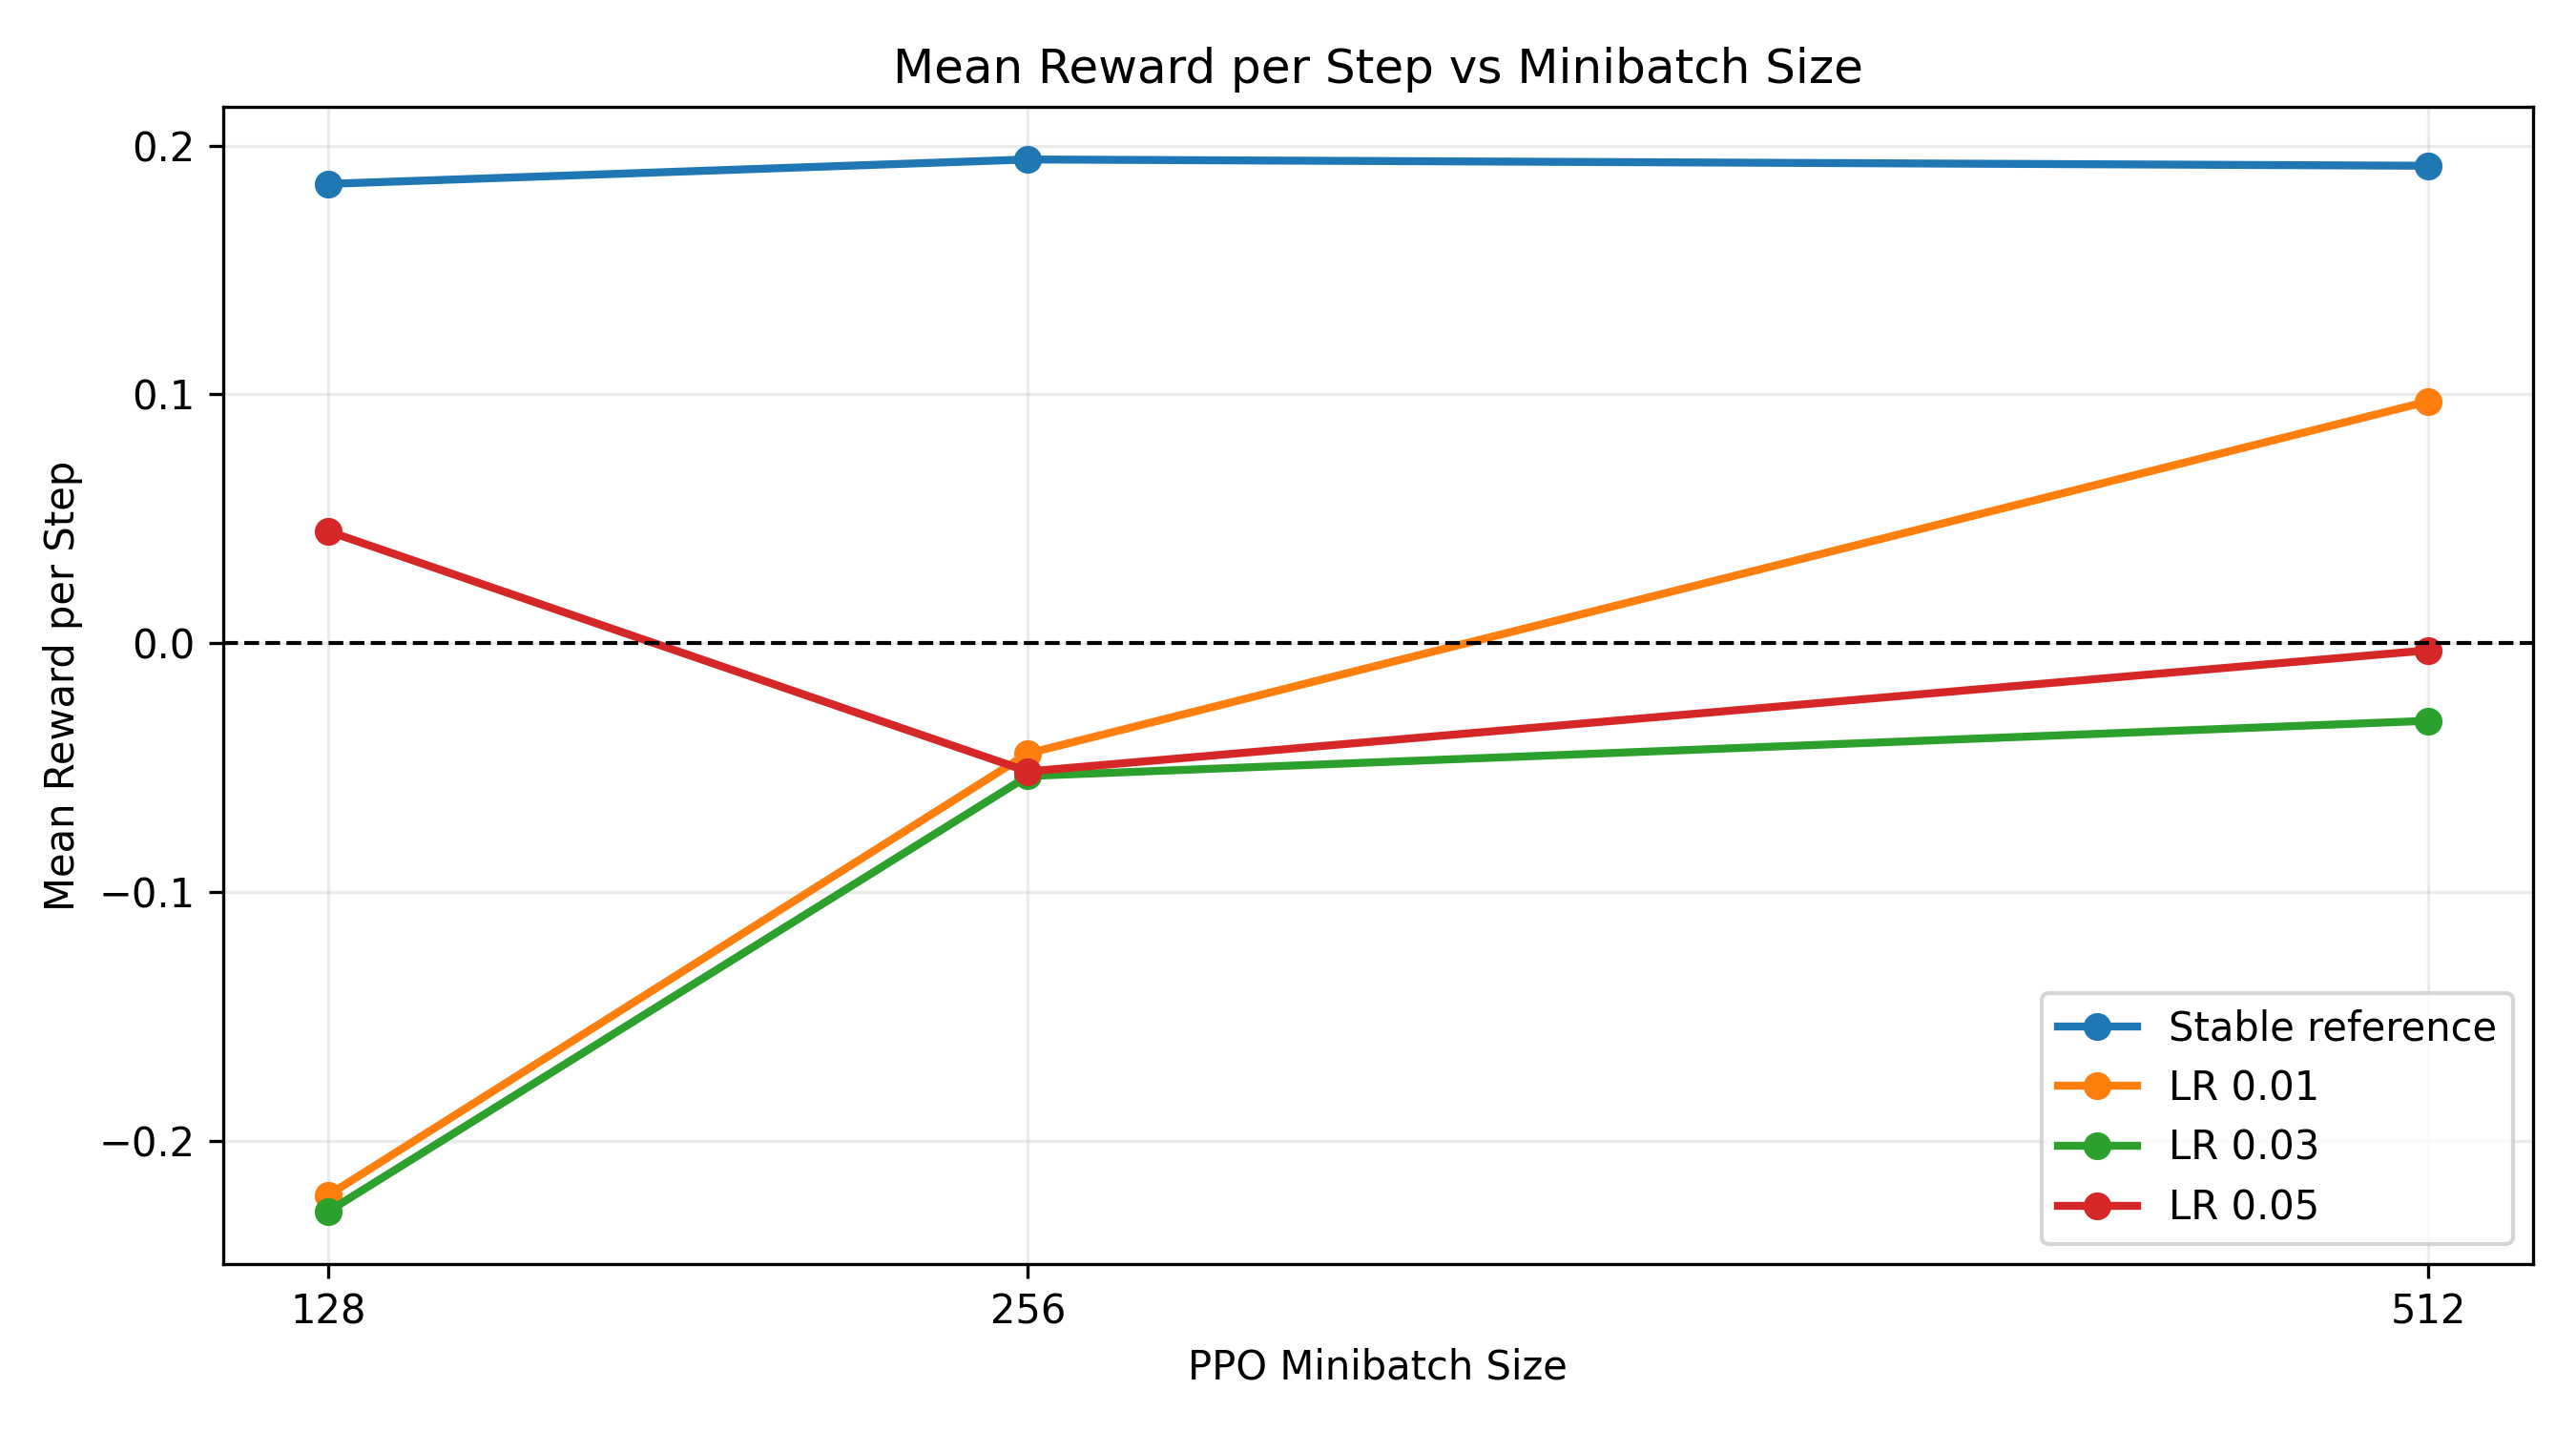 Mean Reward per Step vs Minibatch Size
Mean Reward per Step
0.2
0.1
0.0
−0.1
−0.2
128
256
512
PPO Minibatch Size
Stable reference
LR 0.01
LR 0.03
LR 0.05